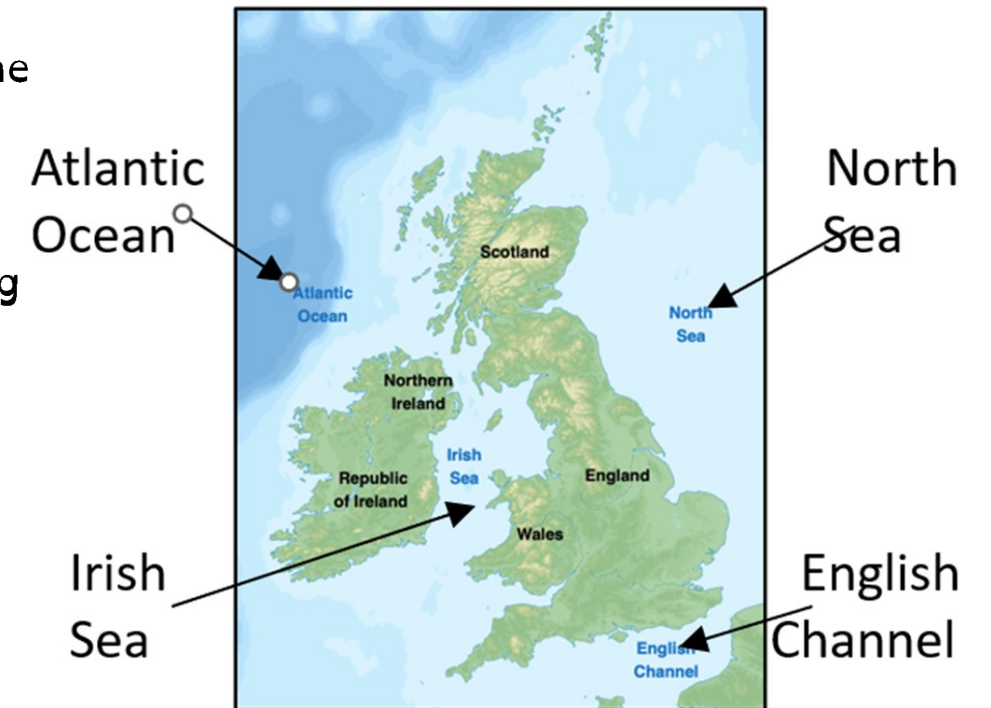 Atlantic
Ocean
North
Sea
Scotland
Atlantic
Ocean
North
Sea
Northern
Ireland
Irish
Sea
Republic
of Ireland
England
Wales
Irish
Sea
English
Channel
English
Channel